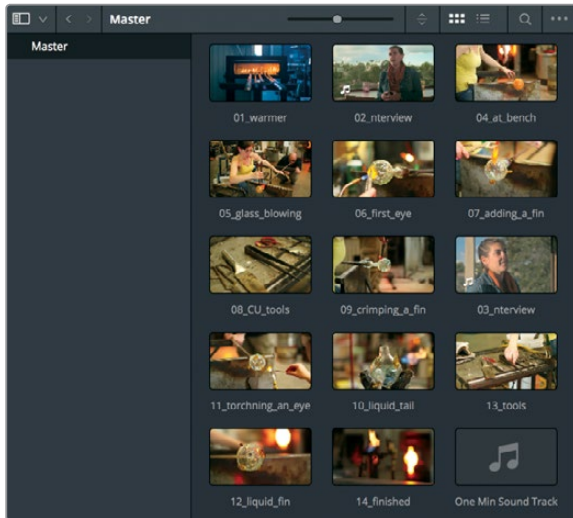 Master
Master
01_warmer
02_nterview
04_at_bench
05_glass_blowing
06_first_eye
07_adding_a_fin
08_CU_tools
09_crimping_a_fin
03_nterview
11_torchning_an_eye
10_liquid_tail
13_tools
12_liquid_fin
14_finished
One Min Sound Track